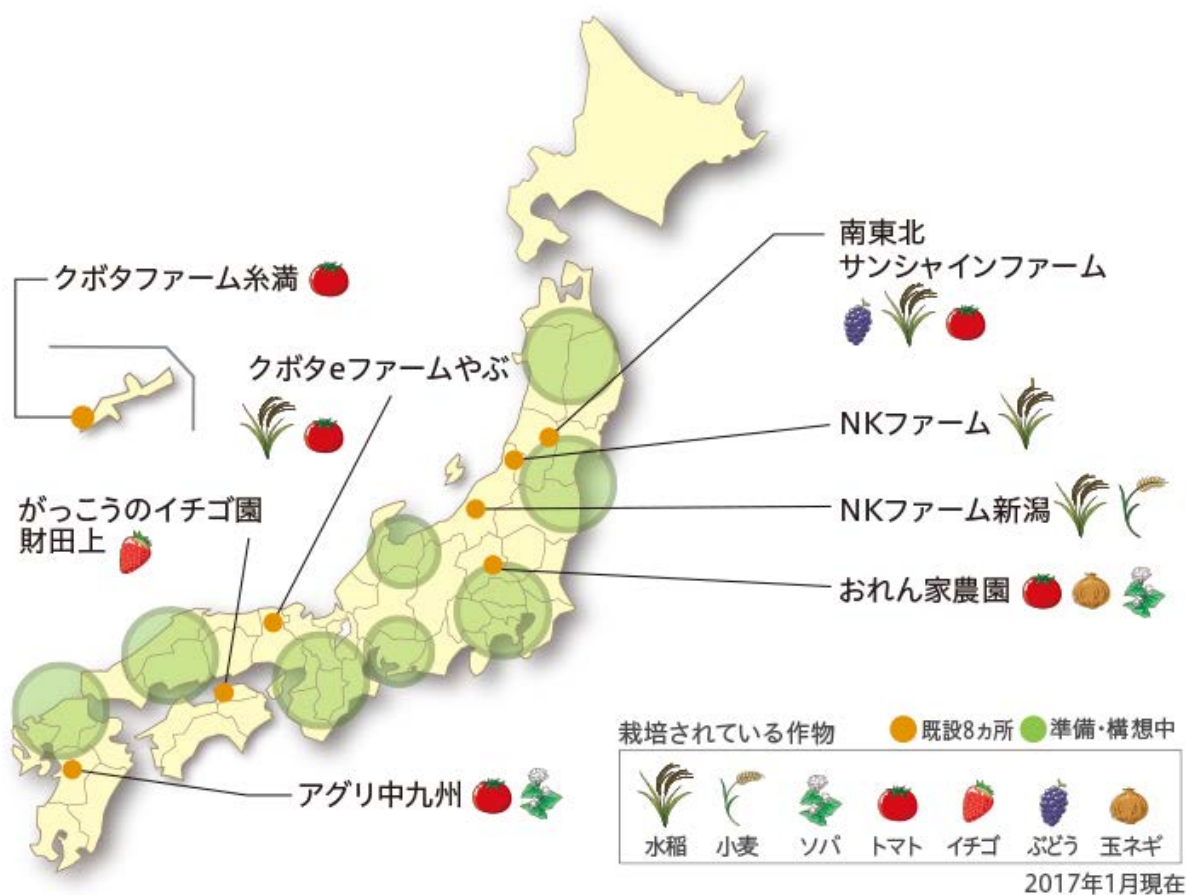 南東北
サンシャインファーム
クボタファーム糸満
クボタeファームやぶ
NKファーム
がっこうのイチゴ園
財田上
NKファーム新潟
おれん家農園
アグリ中九州
栽培されている作物
既設8ヵ所
準備・構想中
水稲
小麦
ソバ
トマト
イチゴ
ぶどう
玉ネギ
2017年1月現在